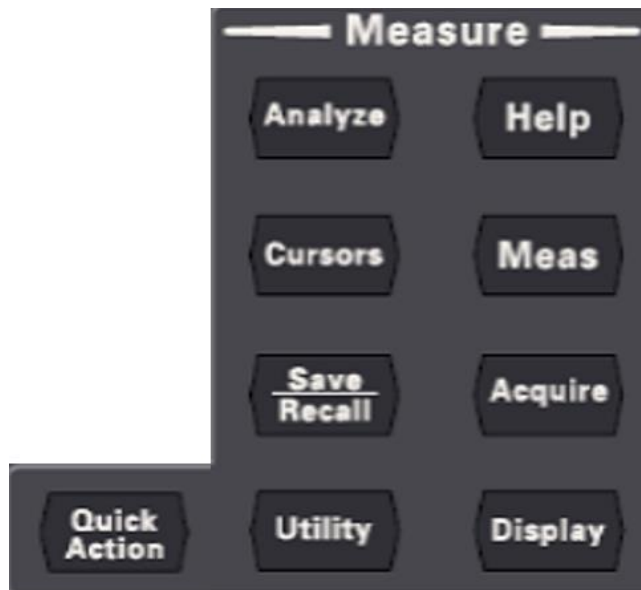 Measure
Analyze
Help
Cursors
Meas
Save
Recall
Acquire
Quick
Action
Utility
Display